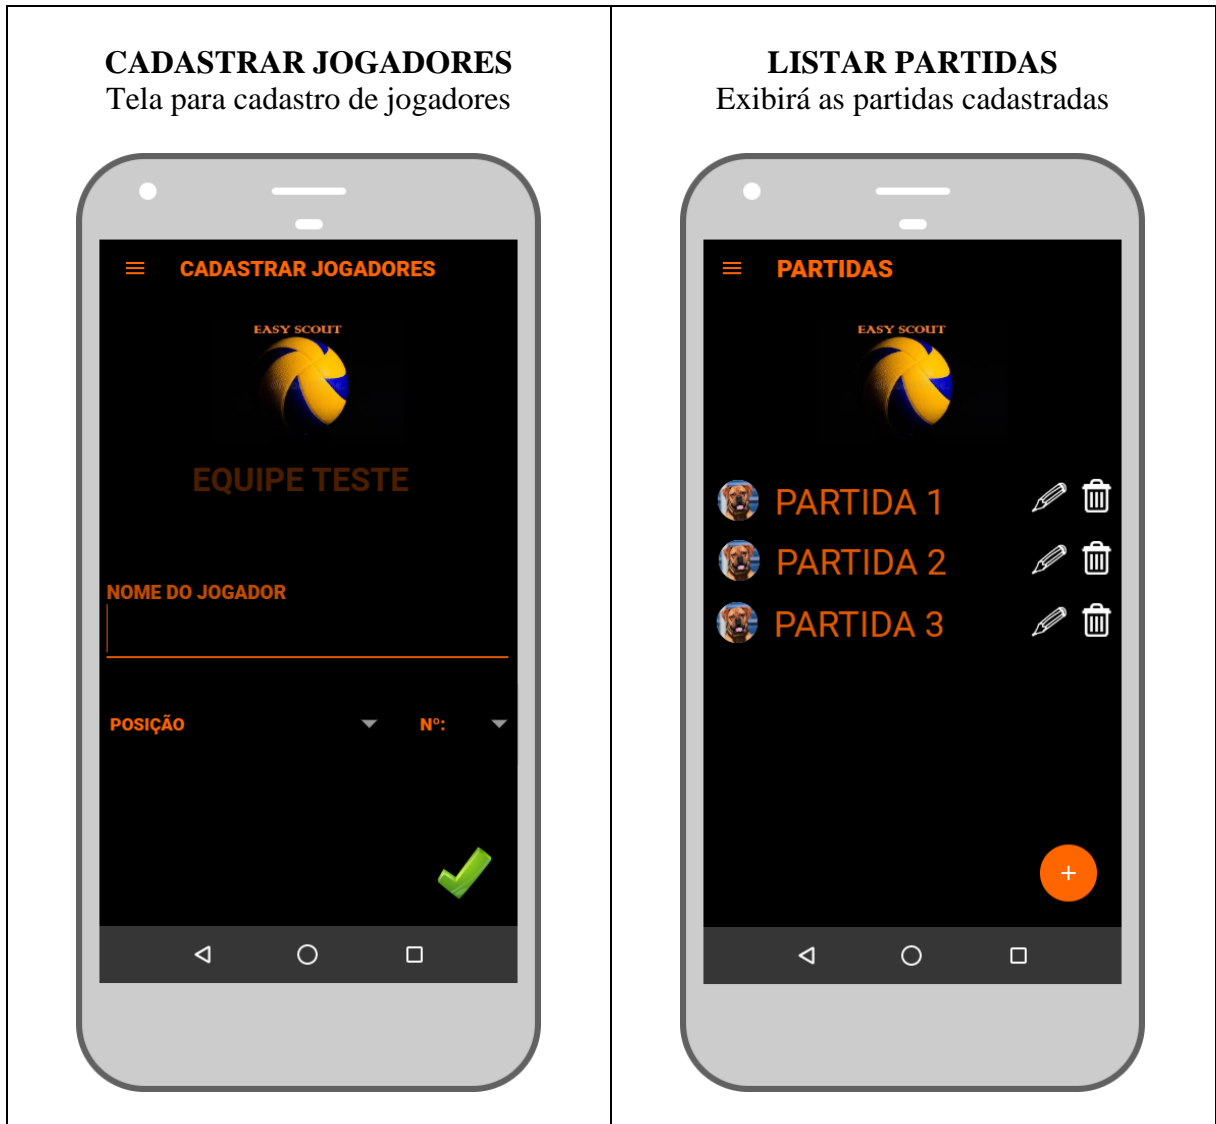 CADASTRAR JOGADORES
Tela para cadastro de jogadores
CADASTRAR JOGADORES
EASY SCOUT
EQUIPE TESTE
NOME DO JOGADOR
POSIÇÃO
Nº:
LISTAR PARTIDAS
Exibirá as partidas cadastradas
PARTIDAS
EASY SCOUT
PARTIDA 1
PARTIDA 2
PARTIDA 3